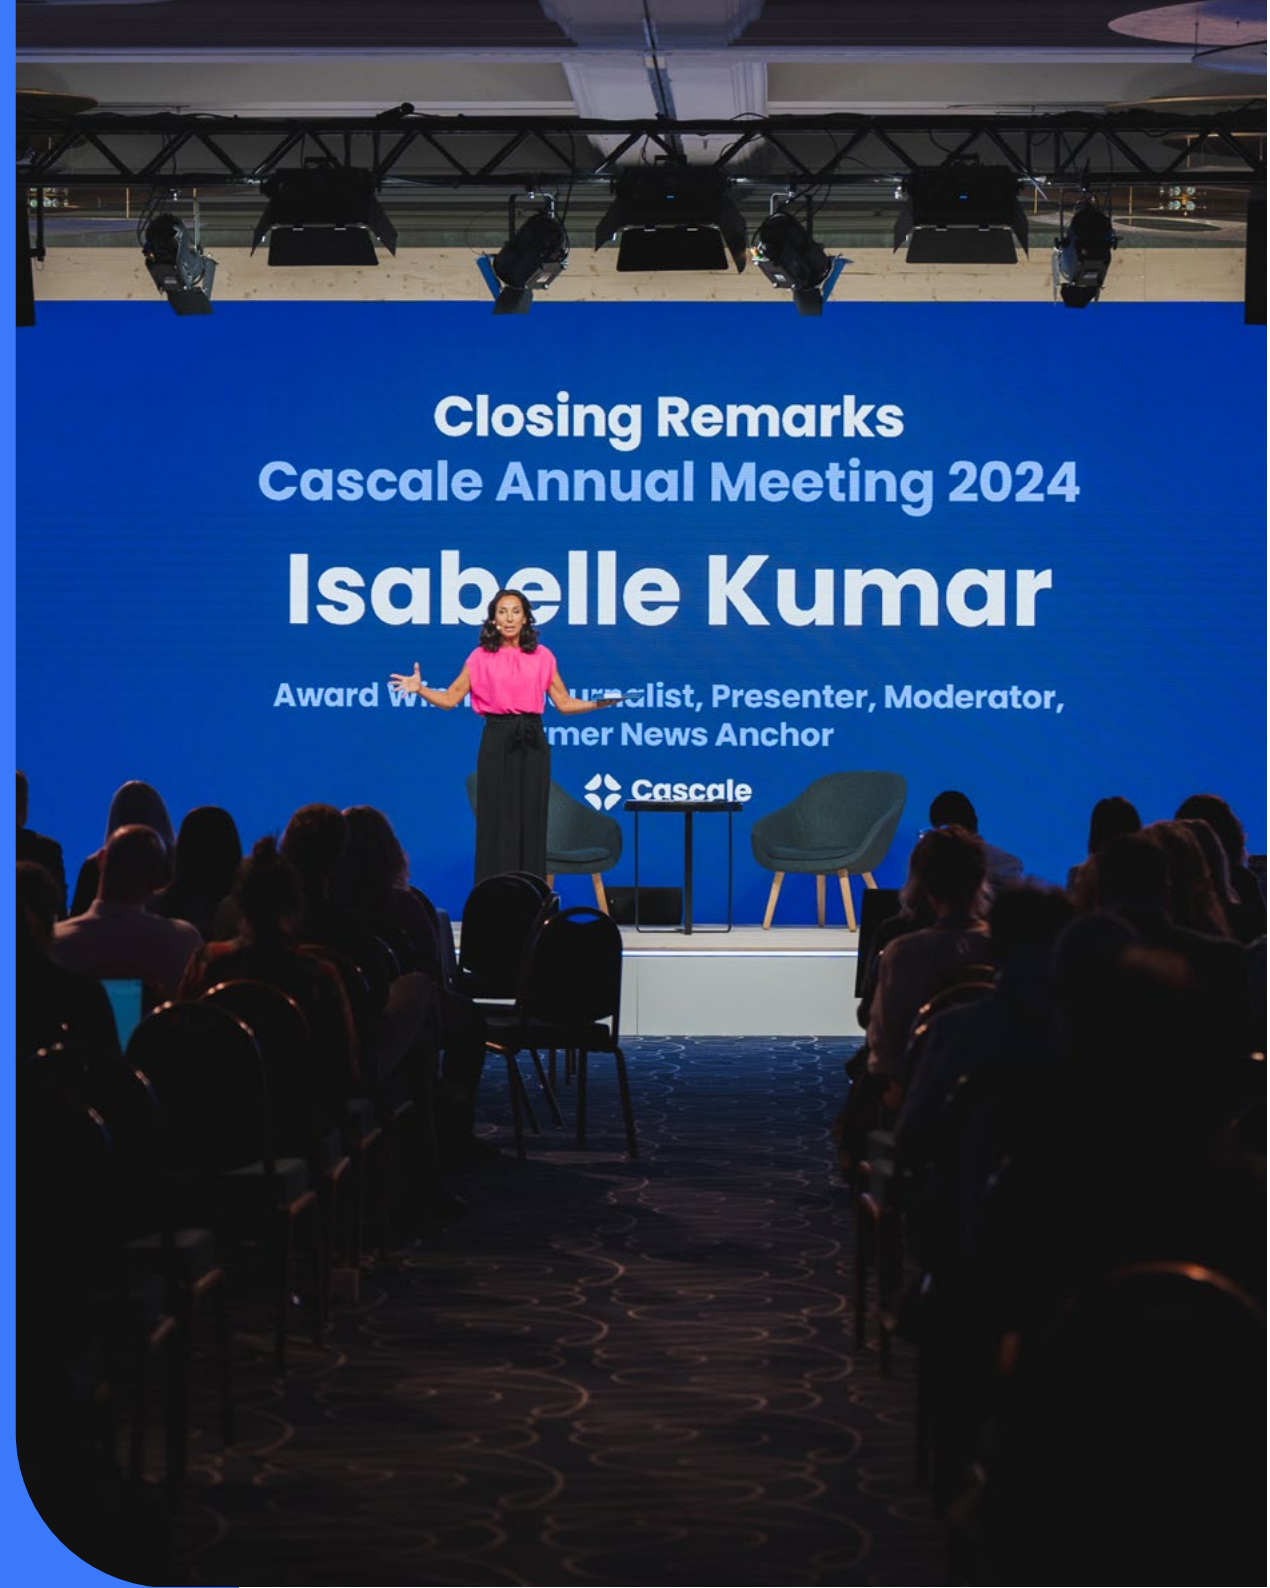 Closing Remarks
Cascale Annual Meeting 2024
Isabelle Kumar
Award urnalist, Presenter, Moderator,
mer News Anchor
Cascale